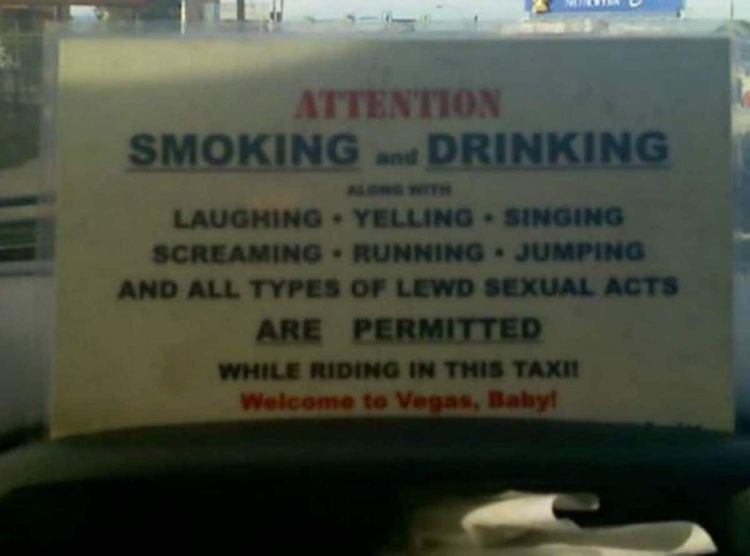 ATTENTION
SMOKING and DRINKING
ALONG WITH
LAUGHING • YELLING • SINGING
SCREAMING • RUNNING • JUMPING
AND ALL TYPES OF LEWD SEXUAL ACTS
ARE PERMITTED
WHILE RIDING IN THIS TAXI!
Welcome to Vegas, Baby!